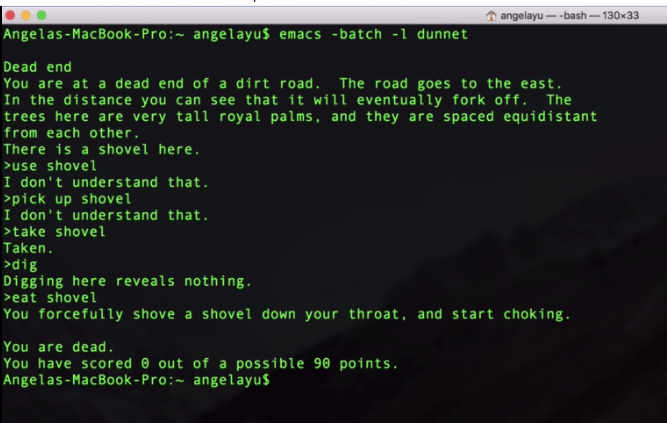 angelayu — -bash — 130×33
Angelas-MacBook-Pro:~ angelayu$ emacs -batch -l dunnet
Dead end
You are at a dead end of a dirt road.  The road goes to the east.
In the distance you can see that it will eventually fork off.  The
trees here are very tall royal palms, and they are spaced equidistant
from each other.
There is a shovel here.
>use shovel
I don't understand that.
>pick up shovel
I don't understand that.
>take shovel
Taken.
>dig
Digging here reveals nothing.
>eat shovel
You forcefully shove a shovel down your throat, and start choking.
You are dead.
You have scored 0 out of a possible 90 points.
Angelas-MacBook-Pro:~ angelayu$